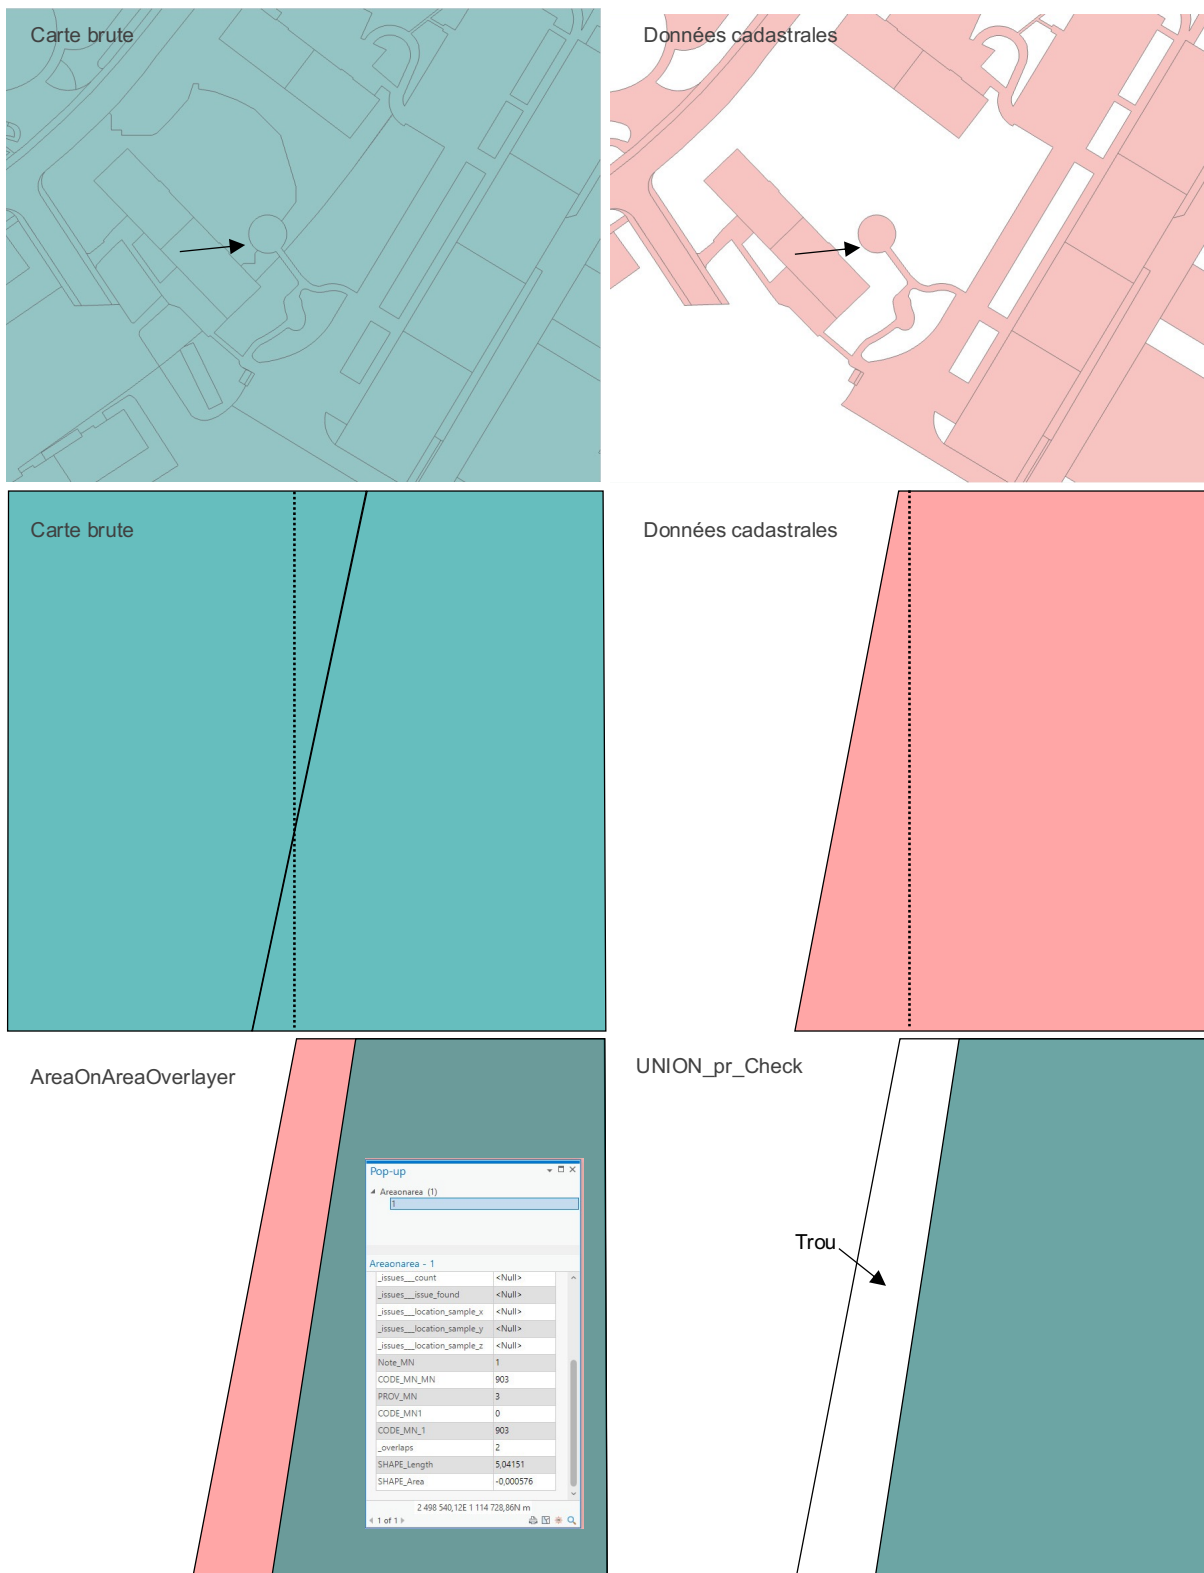 Carte brute
Données cadastrales
Carte brute
Données cadastrales
AreaOnAreaOverlayer
UNION_pr_Check
Trou
Pop-up
Areaonarea (1)
1
Areaonarea - 1
_issues__count <Null>
_issues__issue_found <Null>
_issues__location_sample_x <Null>
_issues__location_sample_y <Null>
_issues__location_sample_z <Null>
Note_MN 1
CODE_MN_MN 903
PROV_MN 3
CODE_MN1 0
CODE_MN_1 903
_overlaps 2
SHAPE_Length 5,04151
SHAPE_Area -0,000576
2 498 540,12E 1 114 728,86N m
1 of 1